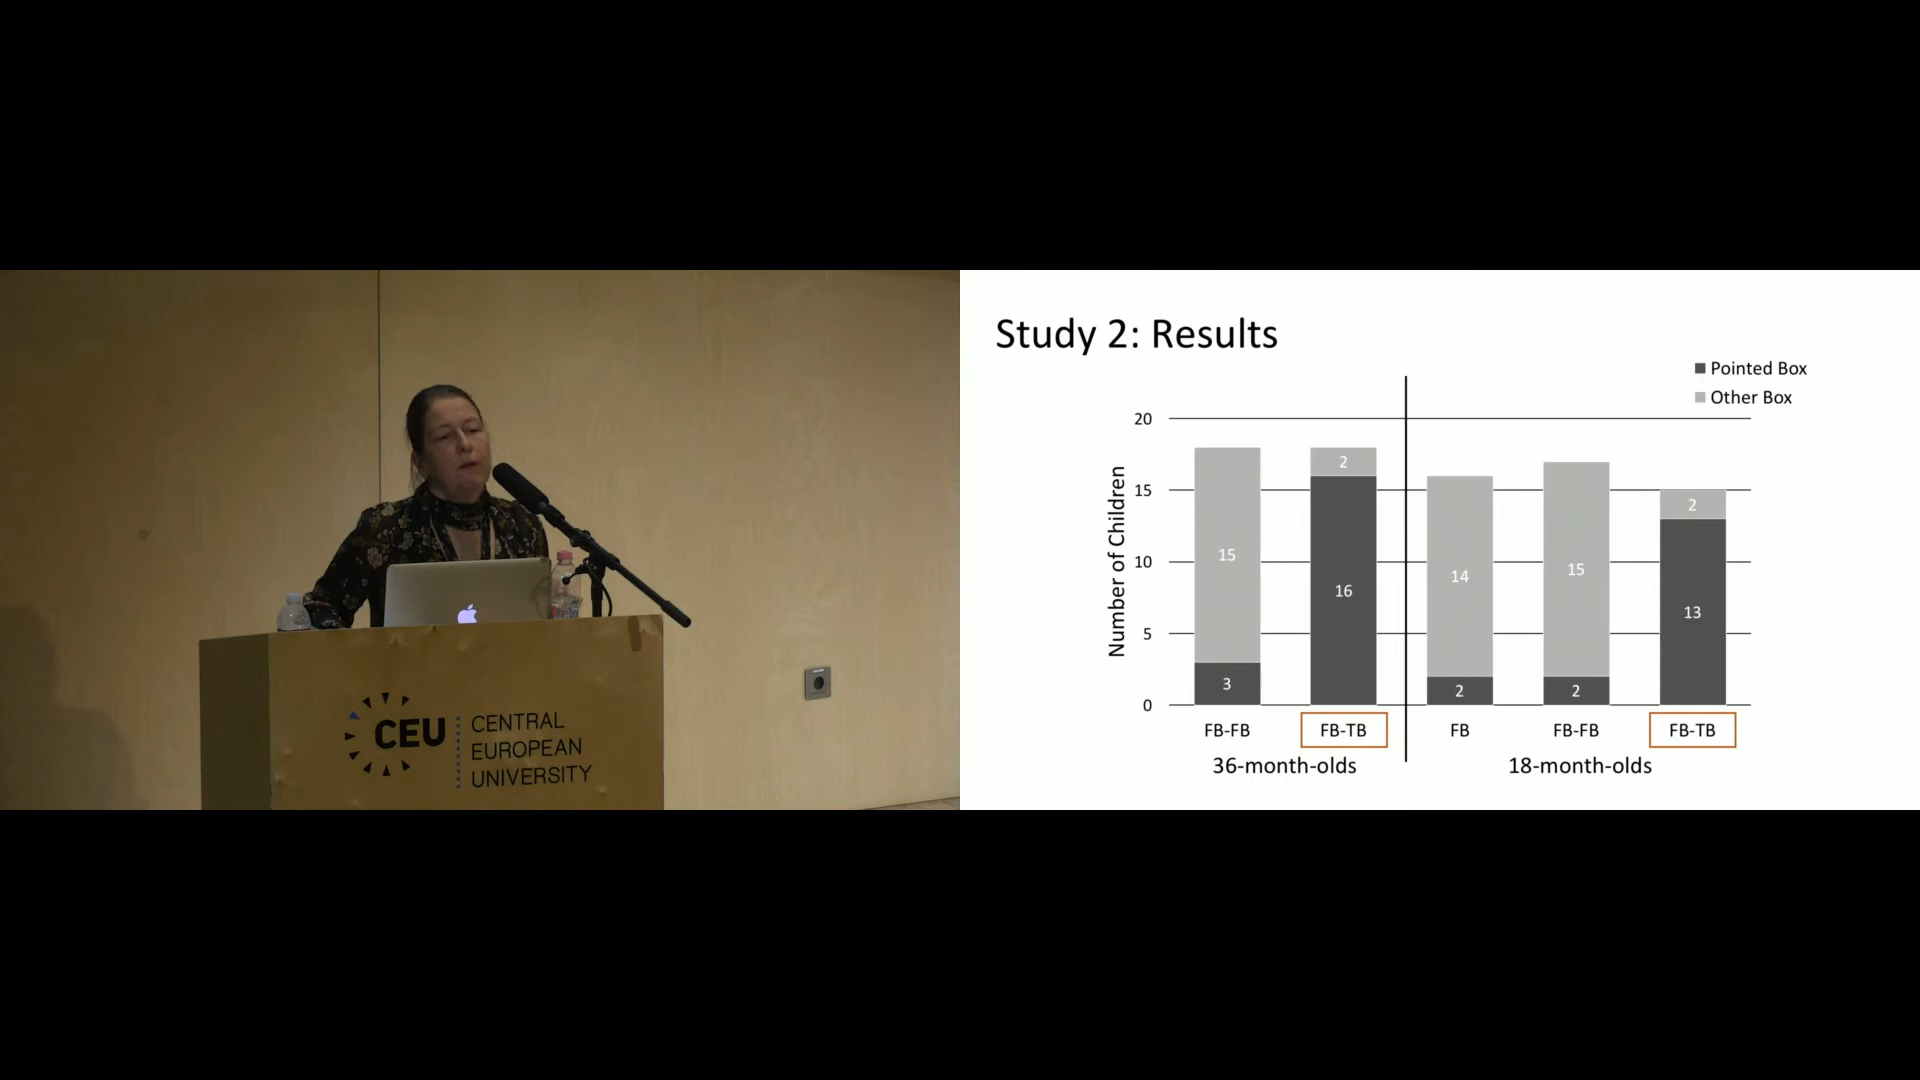 CEU
CENTRAL
EUROPEAN
UNIVERSITY
Study 2: Results
Pointed Box
Other Box
Number of Children
20
15
10
5
0
15
3
2
16
14
2
15
2
2
13
FB-FB
FB-TB
FB
FB-FB
FB-TB
36-month-olds
18-month-olds